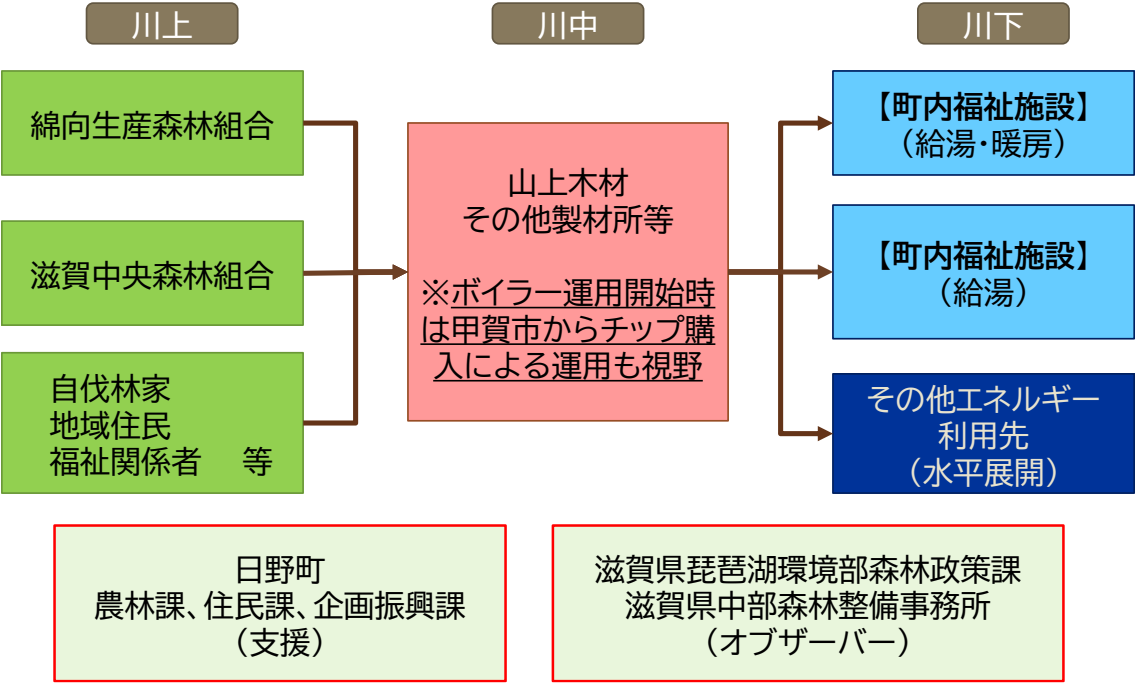 川上
川中
川下
綿向生産森林組合
滋賀中央森林組合
自伐林家
地域住民
福祉関係者　等
山上木材
その他製材所等
※ボイラー運用開始時
は甲賀市からチップ購
入による運用も視野
【町内福祉施設】
（給湯・暖房）
【町内福祉施設】
（給湯）
その他エネルギー
利用先
（水平展開）
日野町
農林課、住民課、企画振興課
（支援）
滋賀県琵琶湖環境部森林政策課
滋賀県中部森林整備事務所
（オブザーバー）